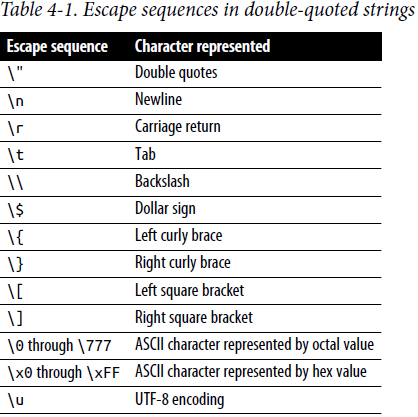 Table 4-1. Escape sequences in double-quoted strings
Escape sequence Character represented
\" Double quotes
\n Newline
\r Carriage return
\t Tab
\\ Backslash
\$ Dollar sign
\{ Left curly brace
\} Right curly brace
\[ Left square bracket
\] Right square bracket
\0 through \777 ASCII character represented by octal value
\x0 through \xFF ASCII character represented by hex value
\u UTF-8 encoding